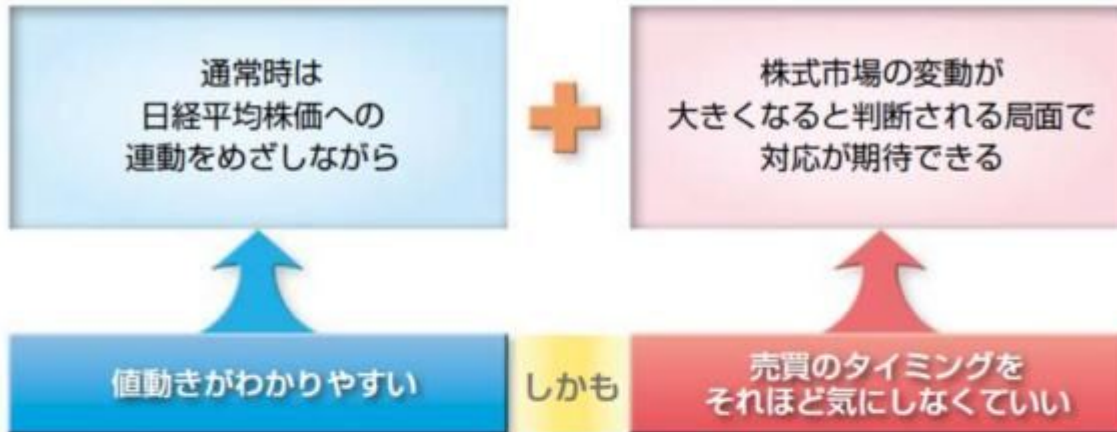 通常時は
日経平均株価への
連動をめざしながら
株式市場の変動が
大きくなると判断される局面で
対応が期待できる
値動きがわかりやすい
しかも
売買のタイミングを
それほど気にしなくていい